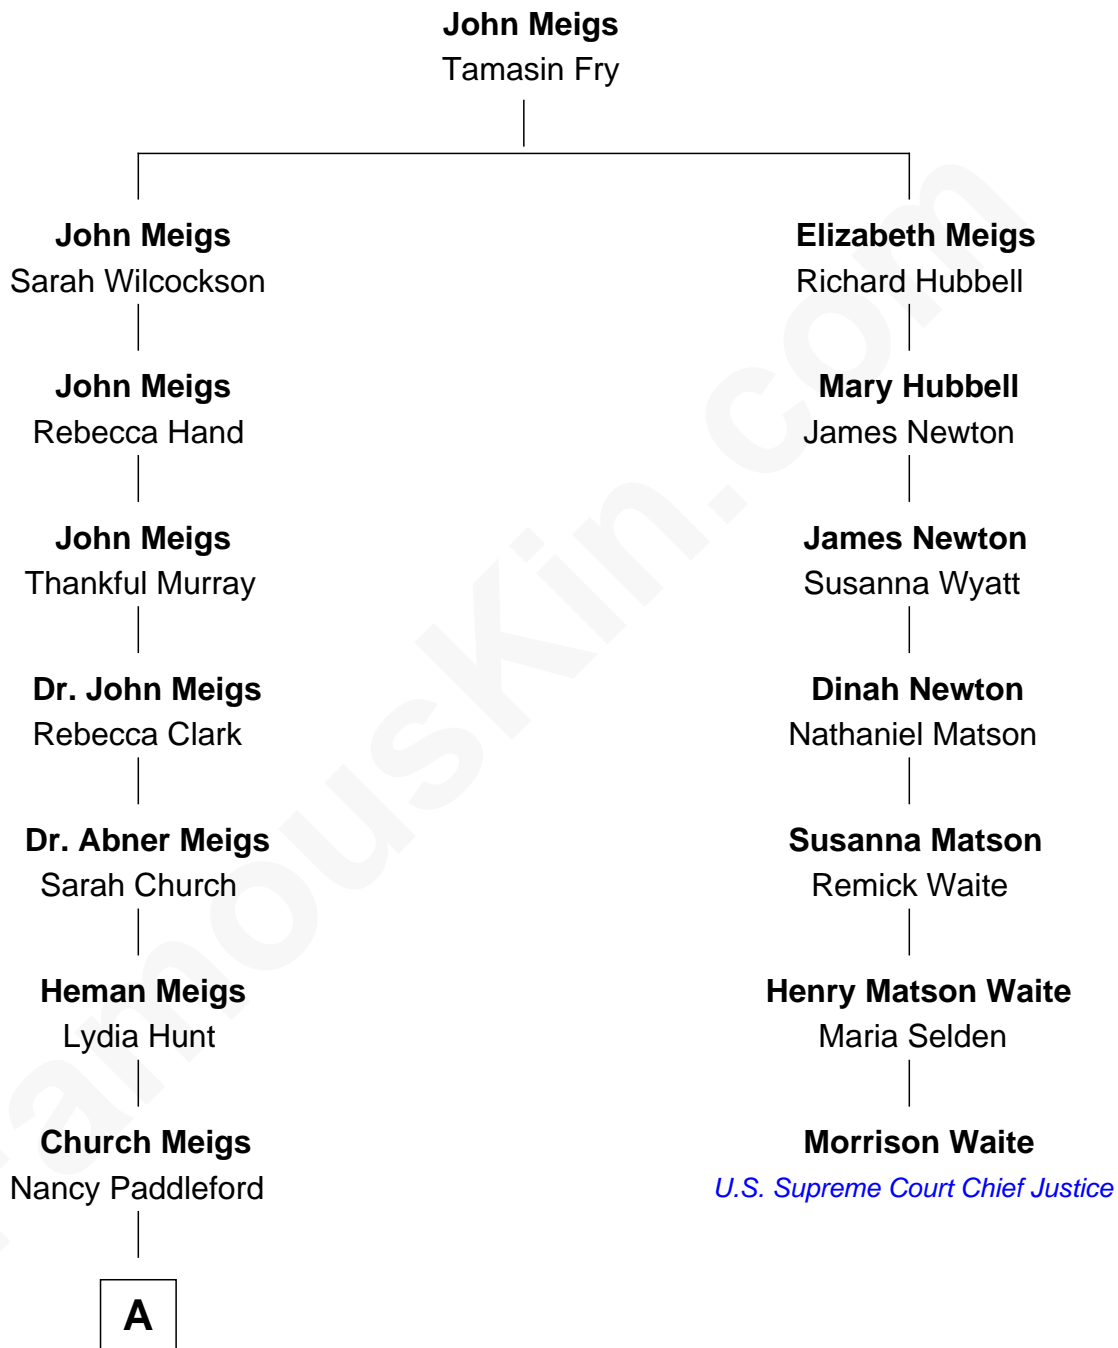 John Meigs
Tamasin Fry
John Meigs
Sarah Wilcockson
Elizabeth Meigs
Richard Hubbell
John Meigs
Rebecca Hand
Mary Hubbell
James Newton
John Meigs
Thankful Murray
James Newton
Susanna Wyatt
Dr. John Meigs
Rebecca Clark
Dinah Newton
Nathaniel Matson
Dr. Abner Meigs
Sarah Church
Susanna Matson
Remick Waite
Heman Meigs
Lydia Hunt
Henry Matson Waite
Maria Selden
Church Meigs
Nancy Paddleford
Morrison Waite
U.S. Supreme Court Chief Justice
A
FamousKin.com